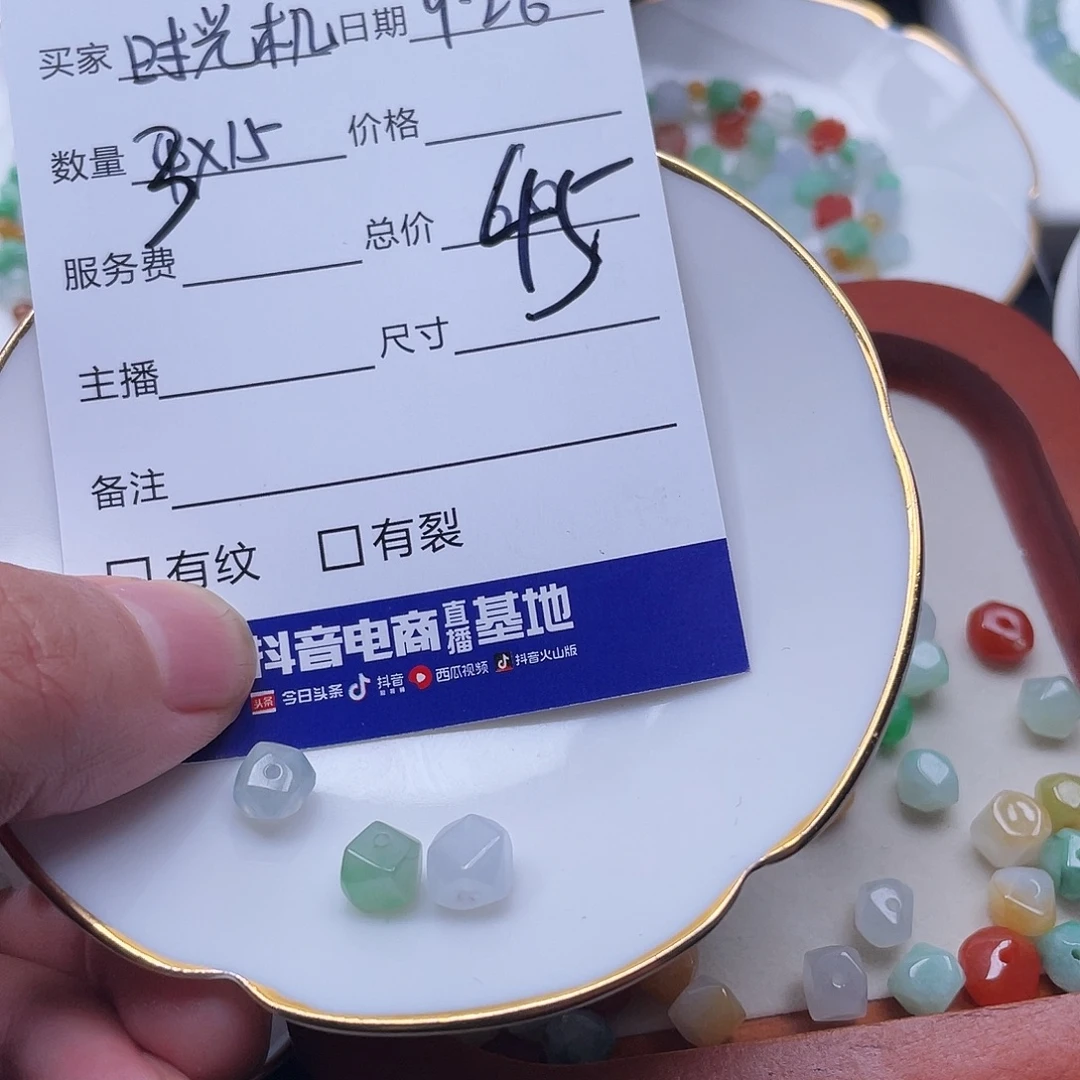 买家 时光机 日期 9.26
数量 3x15 价格
服务费 总价 45
主播 尺寸
备注
□有纹 □有裂
抖音电商直播基地
头条 今日头条 抖音 西瓜视频 抖音火山版